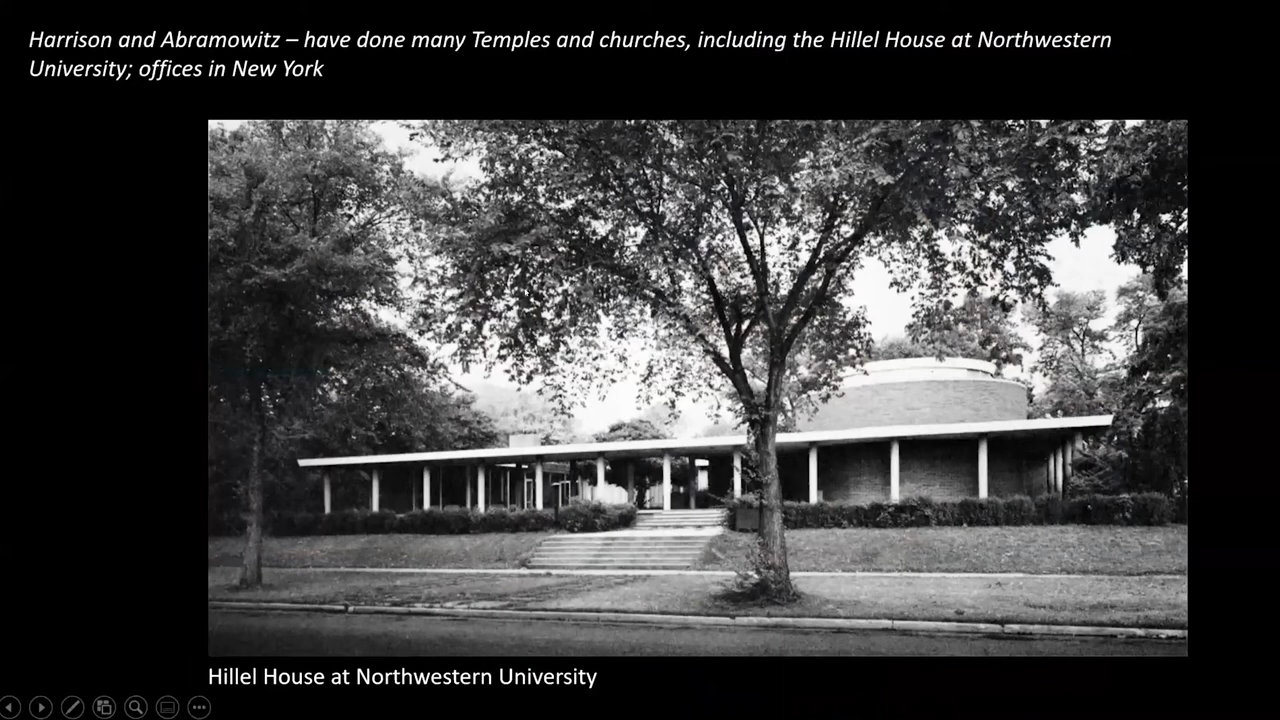 Harrison and Abramowitz – have done many Temples and churches, including the Hillel House at Northwestern
University; offices in New York
Hillel House at Northwestern University